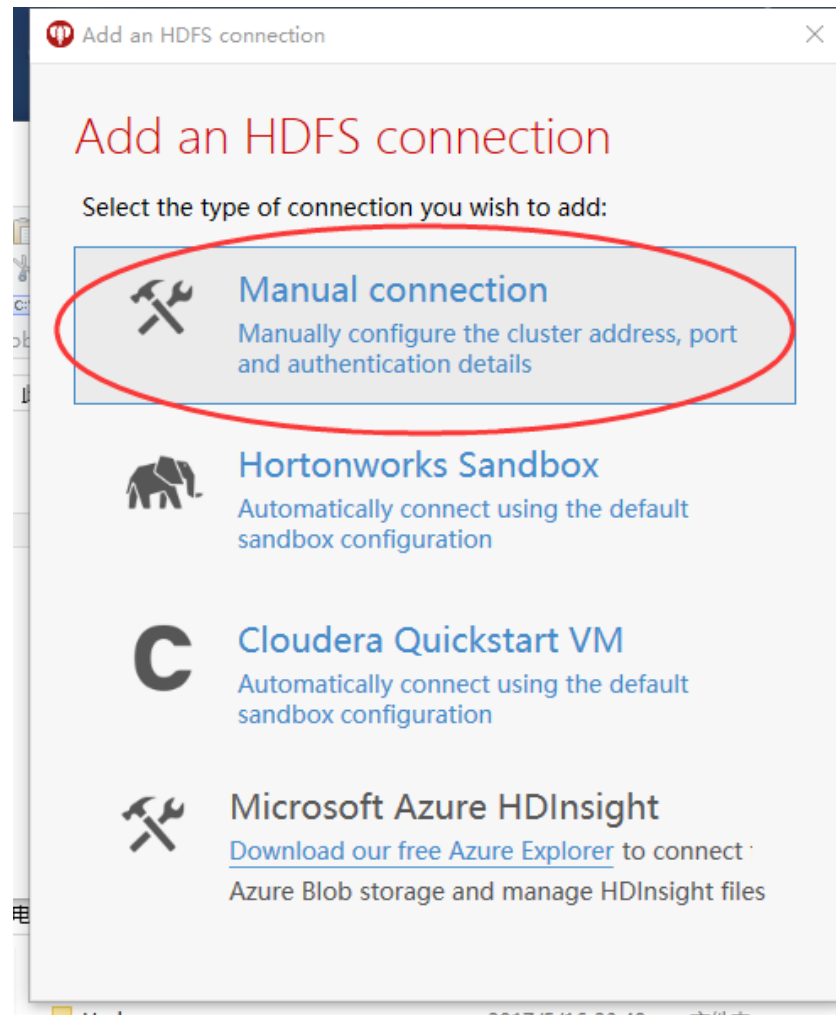 Add an HDFS connection
Add an HDFS connection
Select the type of connection you wish to add:
Manual connection
Manually configure the cluster address, port
and authentication details
Hortonworks Sandbox
Automatically connect using the default
sandbox configuration
C
Cloudera Quickstart VM
Automatically connect using the default
sandbox configuration
Microsoft Azure HDInsight
Download our free Azure Explorer to connect
Azure Blob storage and manage HDInsight files
电